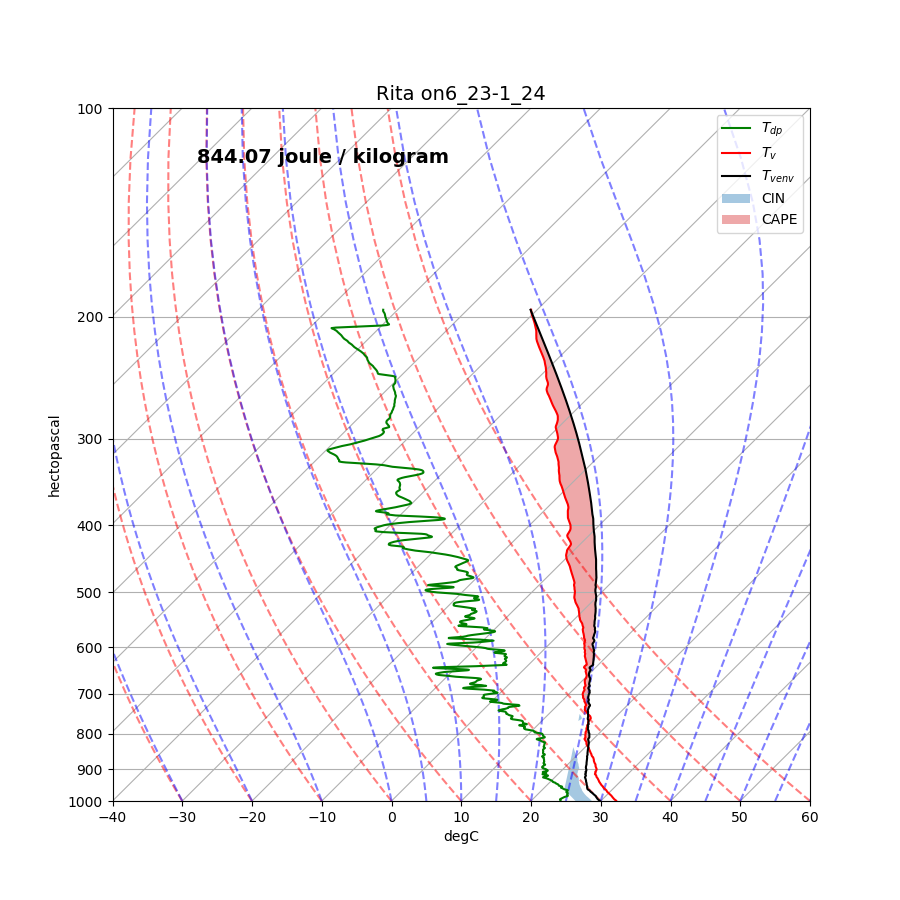 Rita on6_23-1_24
844.07 joule / kilogram
T_dp
T_v
T_venv
CIN
CAPE
hectopascal
100
200
300
400
500
600
700
800
900
1000
−40 −30 −20 −10 0 10 20 30 40 50 60
degC